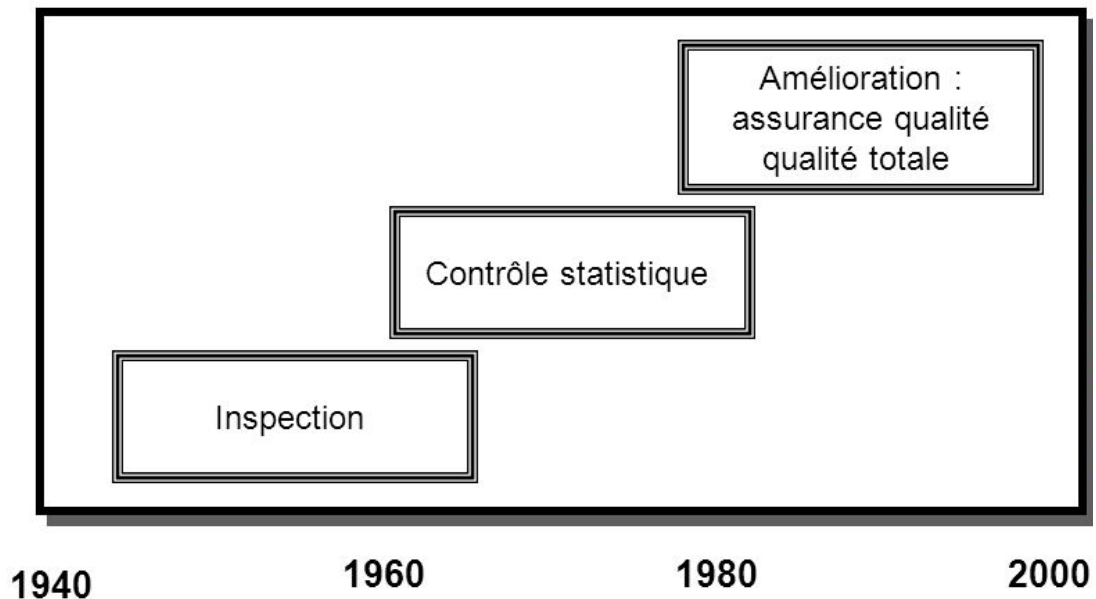 Amélioration :
assurance qualité
qualité totale
Contrôle statistique
Inspection
1940
1960
1980
2000